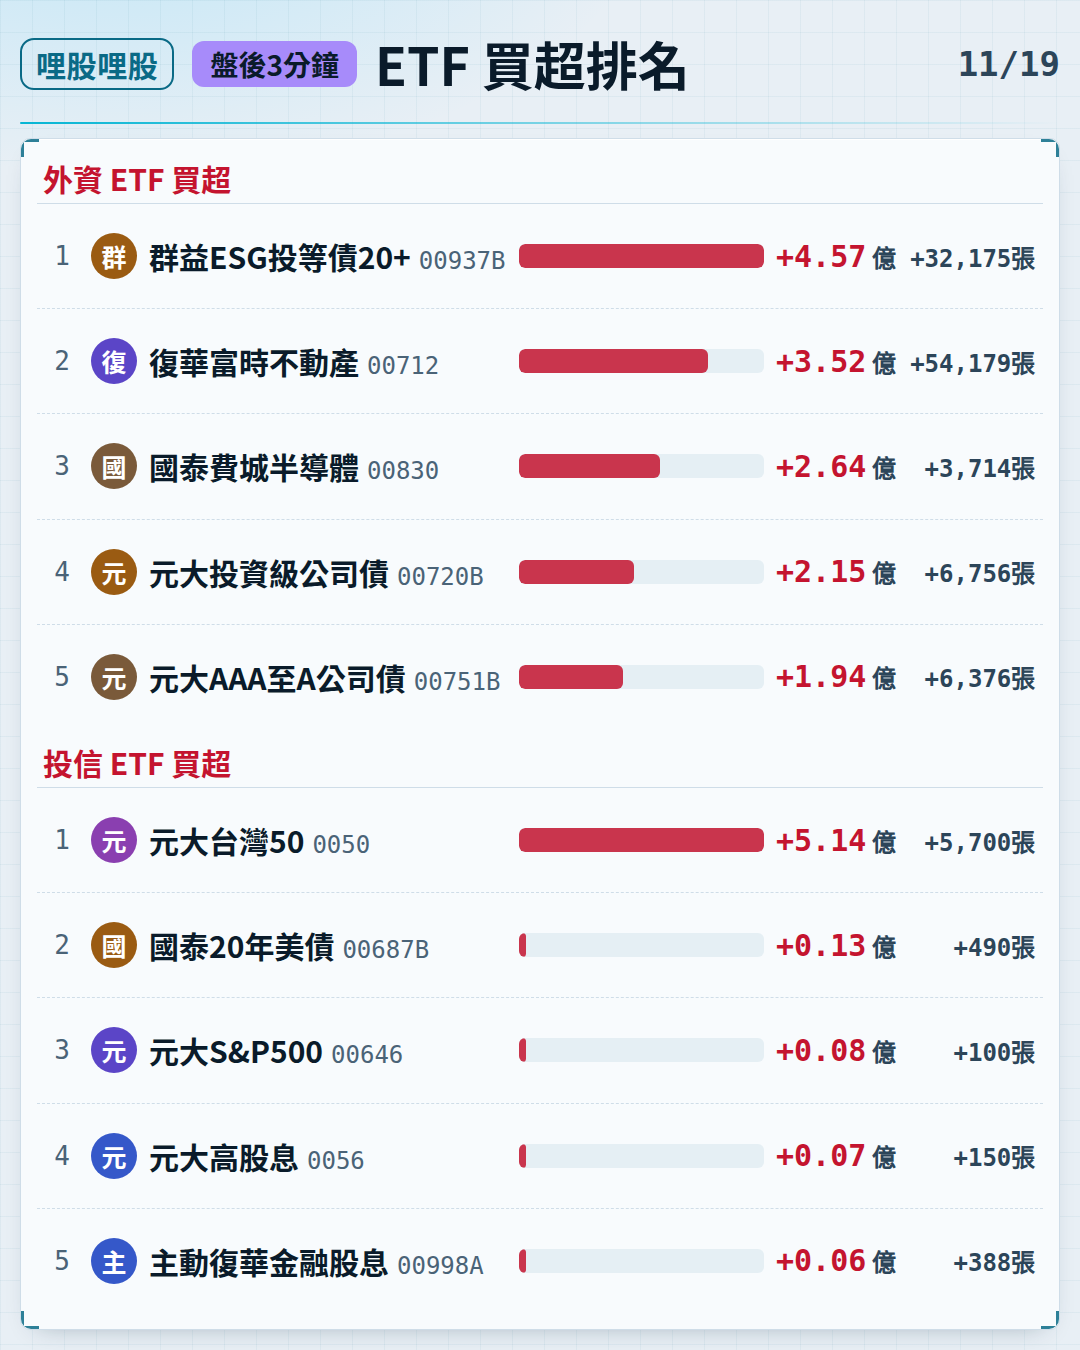 哩股哩股 盤後3分鐘 ETF 買超排名 11/19
外資 ETF 買超
1 群 群益ESG投等債20+ 00937B +4.57 億 +32,175張
2 復 復華富時不動產 00712 +3.52 億 +54,179張
3 國 國泰費城半導體 00830 +2.64 億 +3,714張
4 元 元大投資級公司債 00720B +2.15 億 +6,756張
5 元 元大AAA至A公司債 00751B +1.94 億 +6,376張
投信 ETF 買超
1 元 元大台灣50 0050 +5.14 億 +5,700張
2 國 國泰20年美債 00687B +0.13 億 +490張
3 元 元大S&P500 00646 +0.08 億 +100張
4 元 元大高股息 0056 +0.07 億 +150張
5 主 主動復華金融股息 00998A +0.06 億 +388張